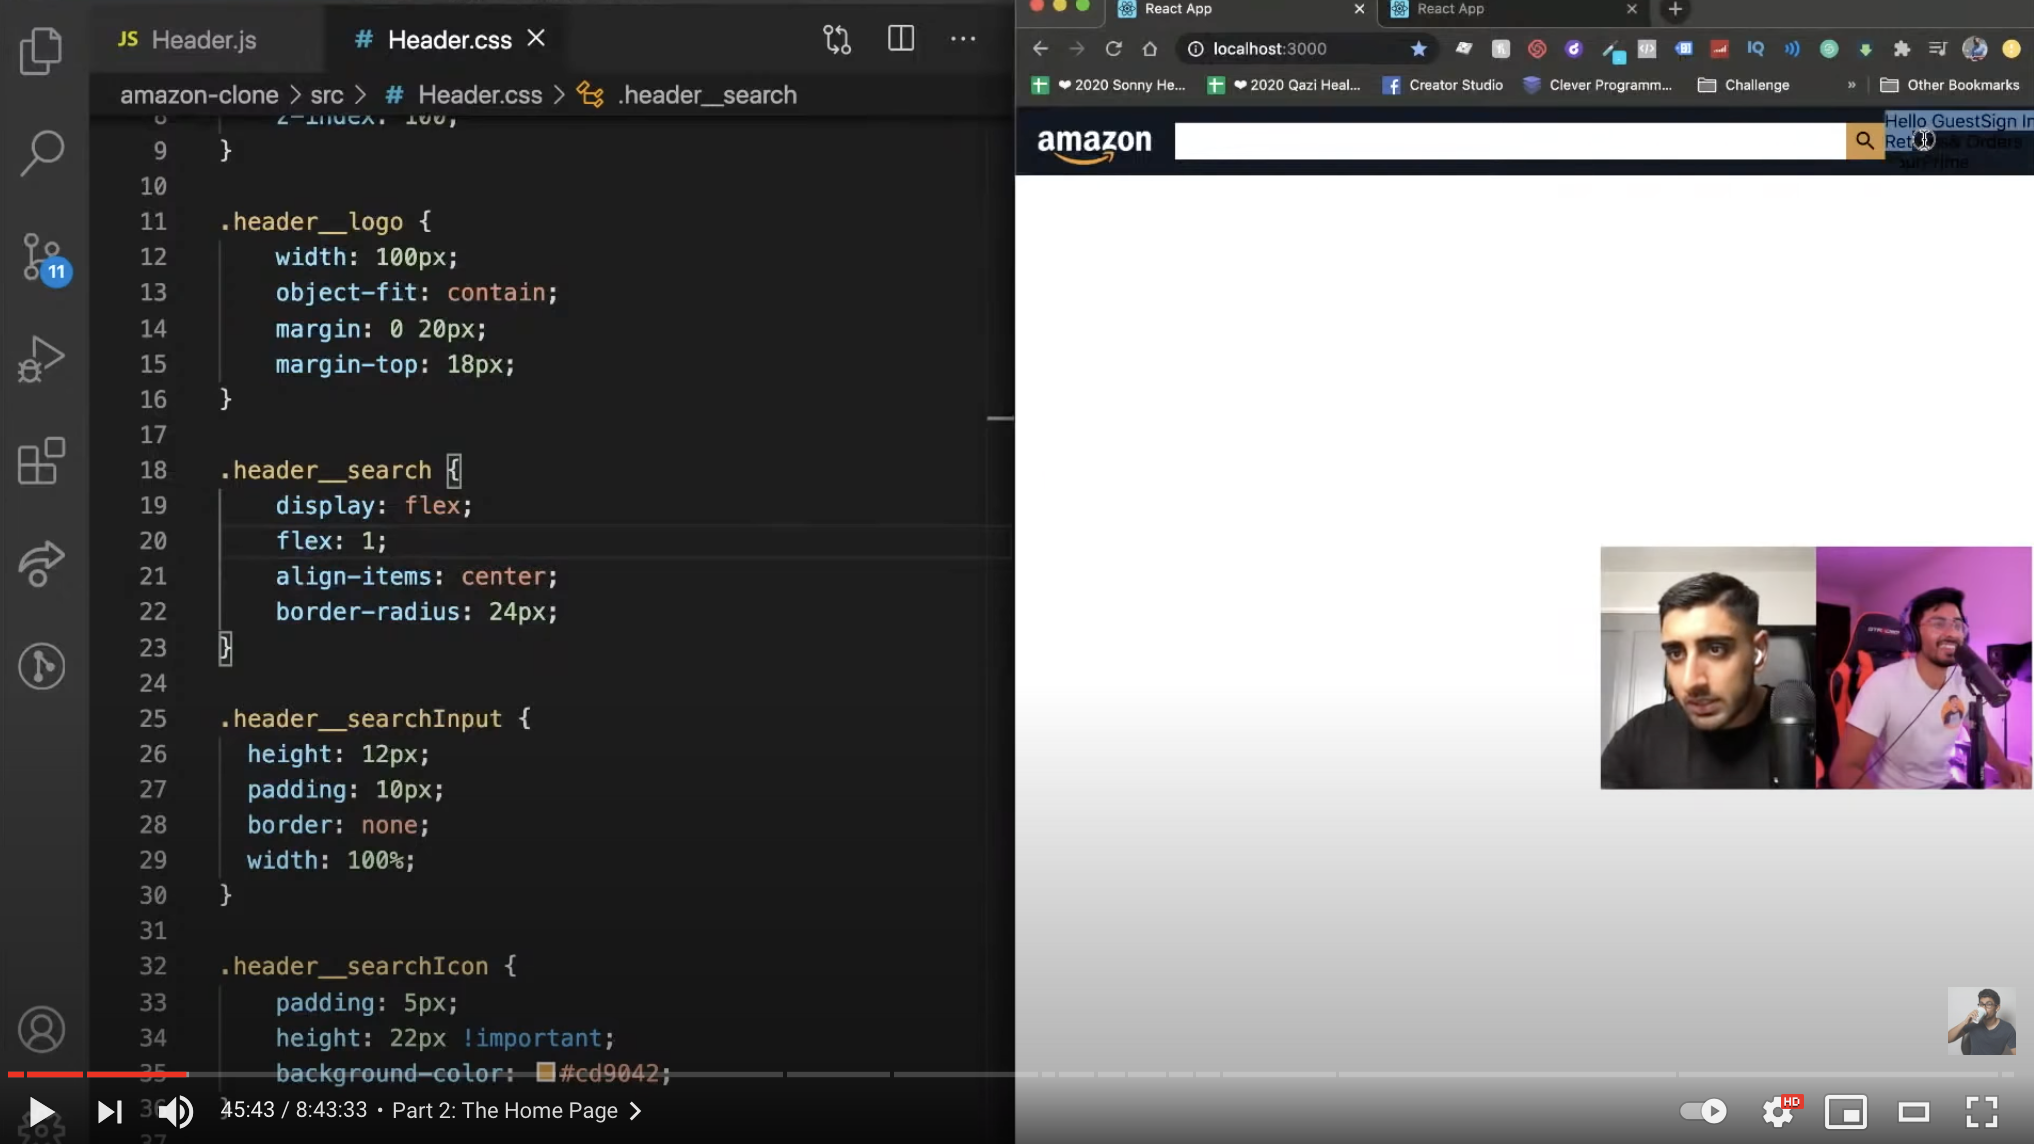 JS Header.js
# Header.css
amazon-clone > src > # Header.css > .header__search
8 z-index: 100;
9 }
10
11 .header__logo {
12 width: 100px;
13 object-fit: contain;
14 margin: 0 20px;
15 margin-top: 18px;
16 }
17
18 .header__search {
19 display: flex;
20 flex: 1;
21 align-items: center;
22 border-radius: 24px;
23 }
24
25 .header__searchInput {
26 height: 12px;
27 padding: 10px;
28 border: none;
29 width: 100%;
30 }
31
32 .header__searchIcon {
33 padding: 5px;
34 height: 22px !important;
35 background-color: #cd9042;
36 }
37
11
React App
React App
localhost:3000
IQ
❤ 2020 Sonny He...
❤ 2020 Qazi Heal...
Creator Studio
Clever Programm...
Challenge
»
Other Bookmarks
amazon
Hello GuestSign In
& Orders
Prime
45:43 / 8:43:33 • Part 2: The Home Page >
HD